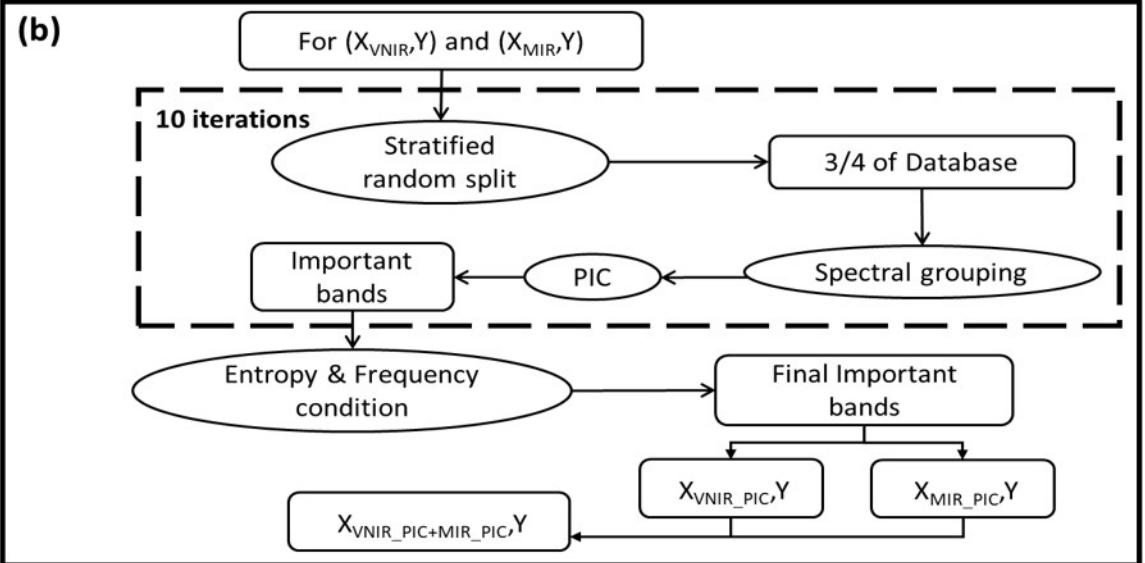 (b)
For (X_VNIR,Y) and (X_MIR,Y)
10 iterations
Stratified
random split
3/4 of Database
Spectral grouping
PIC
Important
bands
Entropy & Frequency
condition
Final Important
bands
X_VNIR_PIC,Y
X_MIR_PIC,Y
X_VNIR_PIC+MIR_PIC,Y